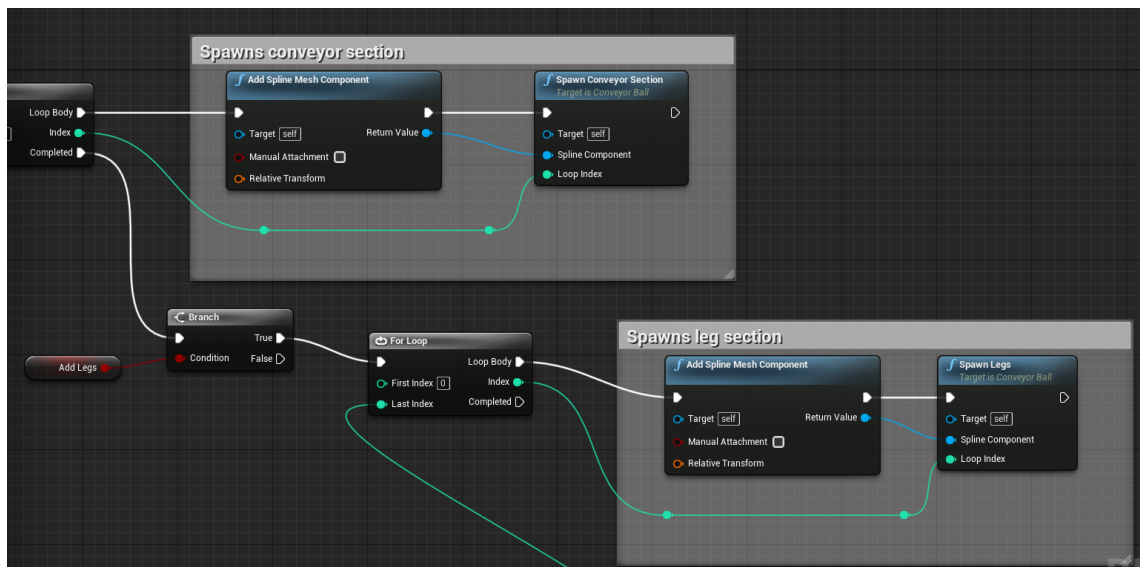 Spawns conveyor section
Add Spline Mesh Component
Target self
Return Value
Manual Attachment
Relative Transform
Spawn Conveyor Section
Target is Conveyor Ball
Target self
Spline Component
Loop Index
Loop Body
Index
Completed
Branch
True
Condition
False
Add Legs
For Loop
Loop Body
First Index 0
Index
Last Index
Completed
Spawns leg section
Add Spline Mesh Component
Target self
Return Value
Manual Attachment
Relative Transform
Spawn Legs
Target is Conveyor Ball
Target self
Spline Component
Loop Index